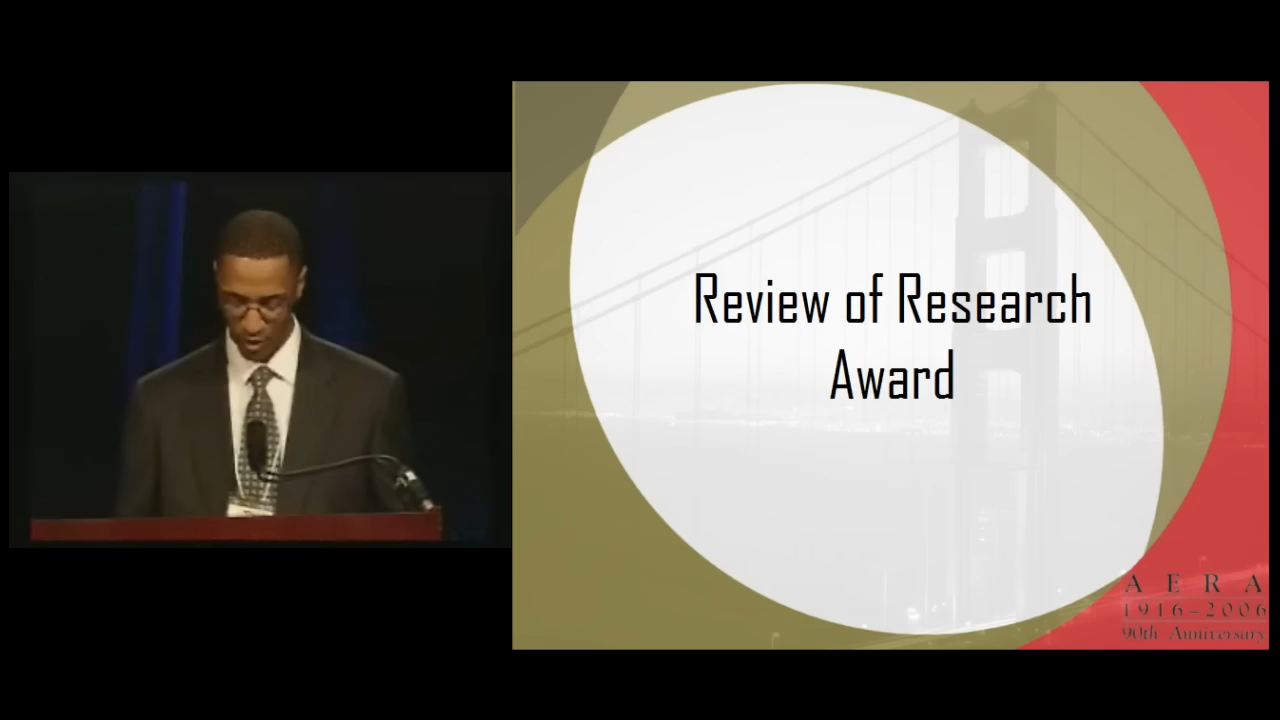 Review of Research
Award
A E R A
1916–2006
90th Anniversary